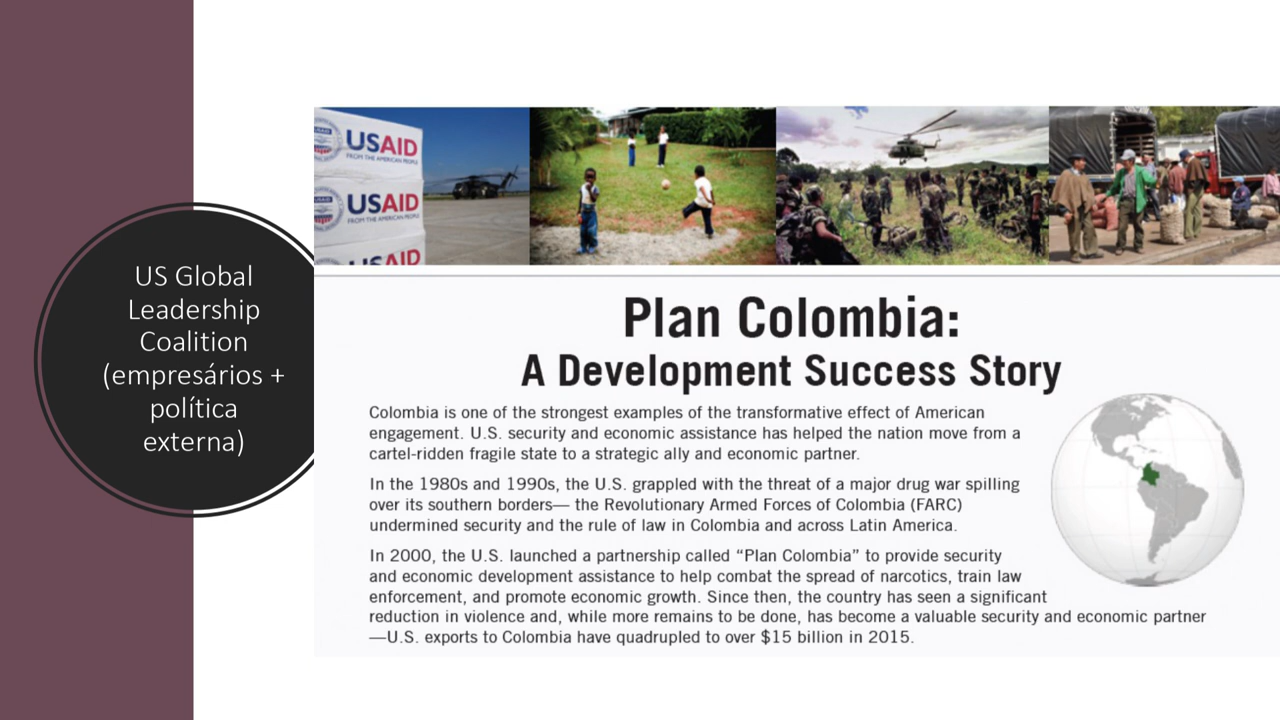 US Global
Leadership
Coalition
(empresários +
política
externa)
USAID
FROM THE AMERICAN PEOPLE
USAID
FROM THE AMERICAN PEOPLE
USAID
Plan Colombia:
A Development Success Story
Colombia is one of the strongest examples of the transformative effect of American
engagement. U.S. security and economic assistance has helped the nation move from a
cartel-ridden fragile state to a strategic ally and economic partner.
In the 1980s and 1990s, the U.S. grappled with the threat of a major drug war spilling
over its southern borders— the Revolutionary Armed Forces of Colombia (FARC)
undermined security and the rule of law in Colombia and across Latin America.
In 2000, the U.S. launched a partnership called “Plan Colombia” to provide security
and economic development assistance to help combat the spread of narcotics, train law
enforcement, and promote economic growth. Since then, the country has seen a significant
reduction in violence and, while more remains to be done, has become a valuable security and economic partner
—U.S. exports to Colombia have quadrupled to over $15 billion in 2015.